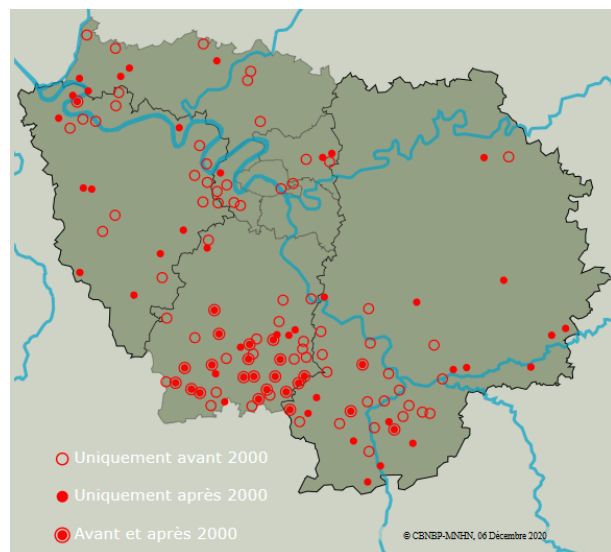 Uniquement avant 2000
Uniquement après 2000
Avant et après 2000
© CBNBP-MNHN, 06 Décembre 2020